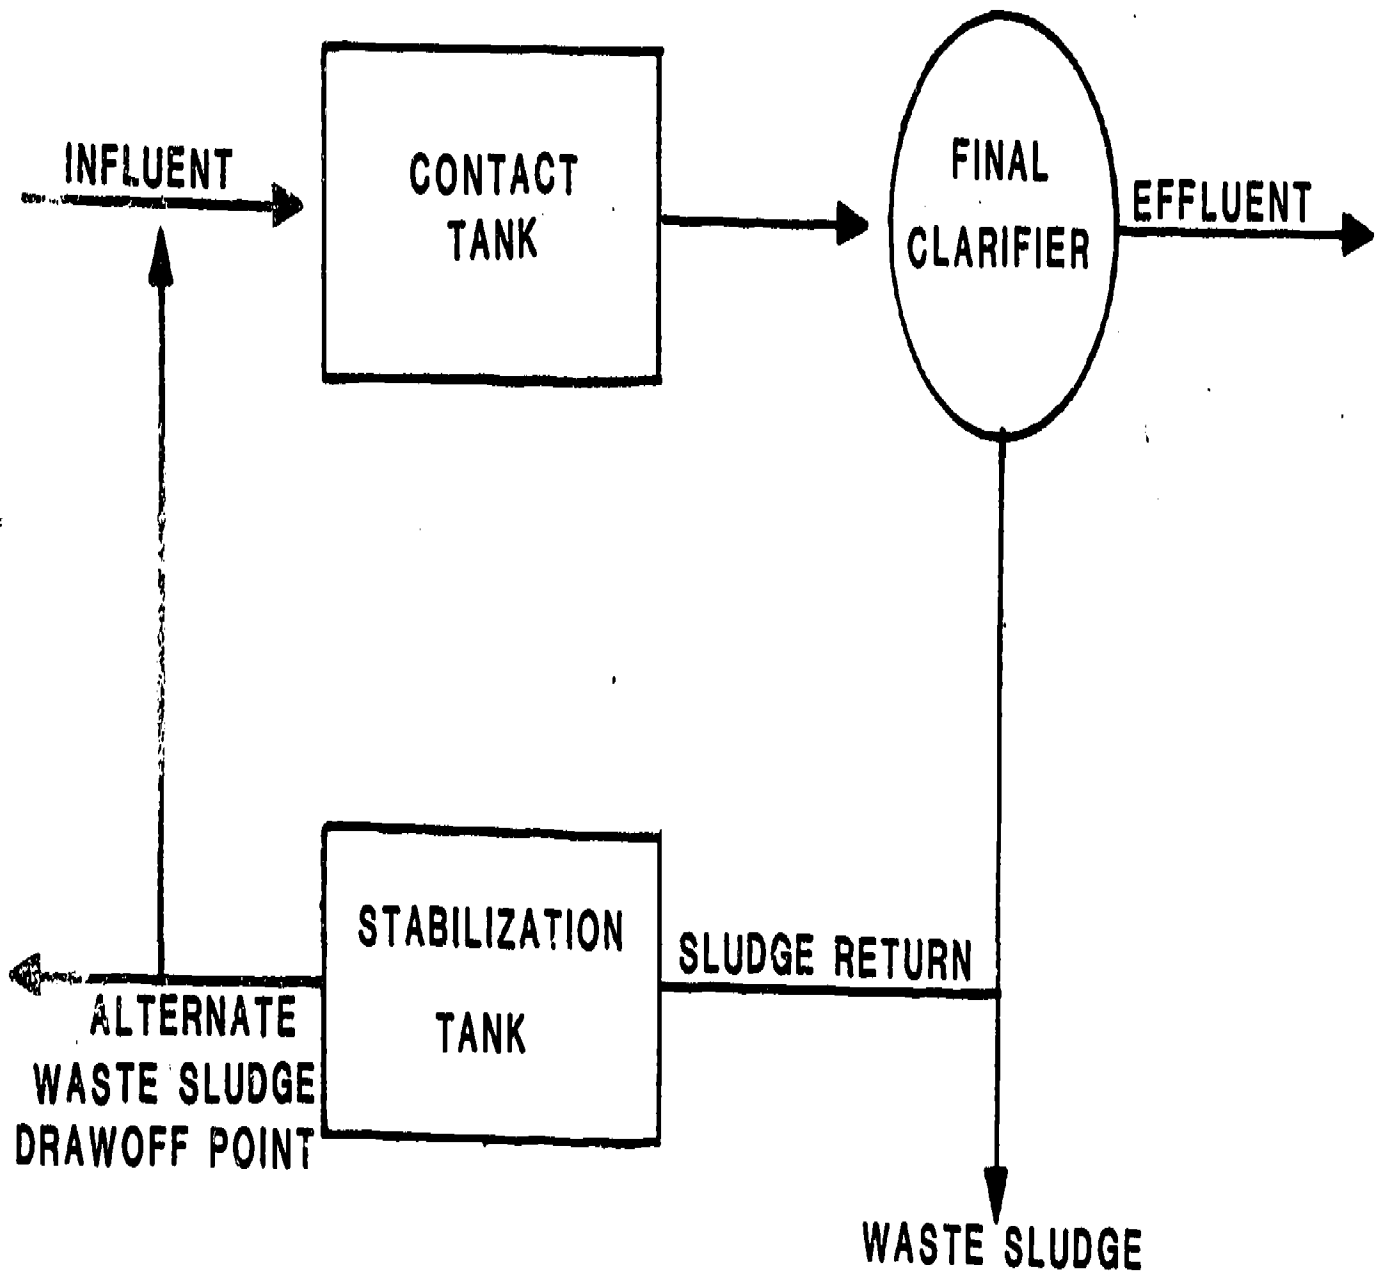 INFLUENT
CONTACT
TANK
FINAL
CLARIFIER
EFFLUENT
STABILIZATION
TANK
SLUDGE RETURN
ALTERNATE
WASTE SLUDGE
DRAWOFF POINT
WASTE SLUDGE